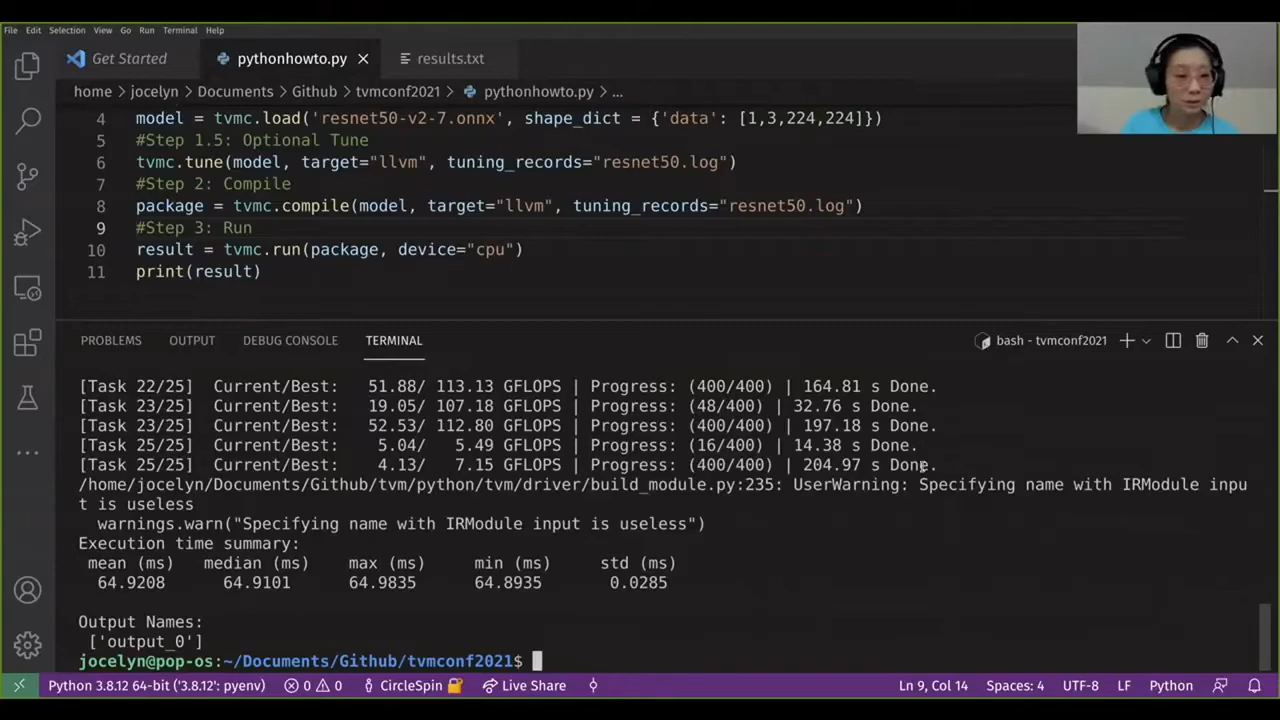 File Edit Selection View Go Run Terminal Help
Get Started pythonhowto.py results.txt
home > jocelyn > Documents > Github > tvmconf2021 > pythonhowto.py > ...
4 model = tvmc.load('resnet50-v2-7.onnx', shape_dict = {'data': [1,3,224,224]})
5 #Step 1.5: Optional Tune
6 tvmc.tune(model, target="llvm", tuning_records="resnet50.log")
7 #Step 2: Compile
8 package = tvmc.compile(model, target="llvm", tuning_records="resnet50.log")
9 #Step 3: Run
10 result = tvmc.run(package, device="cpu")
11 print(result)
PROBLEMS OUTPUT DEBUG CONSOLE TERMINAL bash - tvmconf2021
[Task 22/25] Current/Best: 51.88/ 113.13 GFLOPS | Progress: (400/400) | 164.81 s Done.
[Task 23/25] Current/Best: 19.05/ 107.18 GFLOPS | Progress: (48/400) | 32.76 s Done.
[Task 23/25] Current/Best: 52.53/ 112.80 GFLOPS | Progress: (400/400) | 197.18 s Done.
[Task 25/25] Current/Best: 5.04/ 5.49 GFLOPS | Progress: (16/400) | 14.38 s Done.
[Task 25/25] Current/Best: 4.13/ 7.15 GFLOPS | Progress: (400/400) | 204.97 s Done.
/home/jocelyn/Documents/Github/tvm/python/tvm/driver/build_module.py:235: UserWarning: Specifying name with IRModule inpu
t is useless
warnings.warn("Specifying name with IRModule input is useless")
Execution time summary:
mean (ms) median (ms) max (ms) min (ms) std (ms)
64.9208 64.9101 64.9835 64.8935 0.0285
Output Names:
['output_0']
jocelyn@pop-os:~/Documents/Github/tvmconf2021$
Python 3.8.12 64-bit ('3.8.12': pyenv) 0 0 CircleSpin Live Share Ln 9, Col 14 Spaces: 4 UTF-8 LF Python